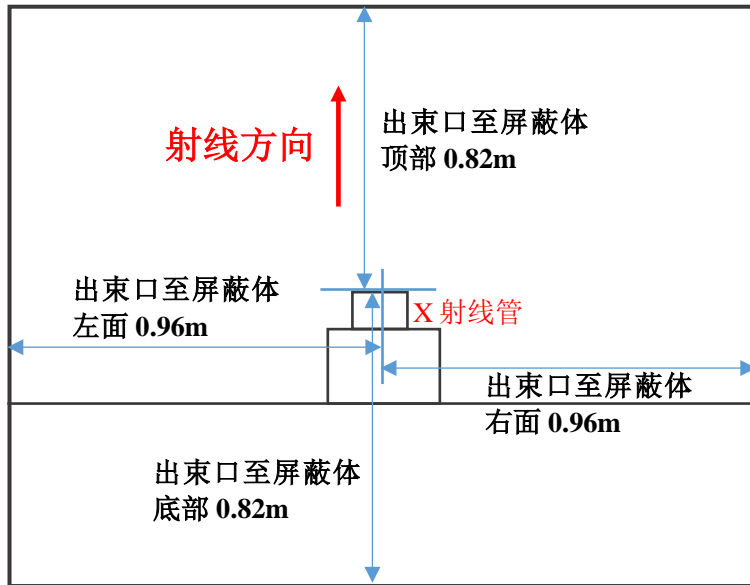 出束口至屏蔽体
顶部 0.82m
射线方向
出束口至屏蔽体
左面 0.96m
X 射线管
出束口至屏蔽体
右面 0.96m
出束口至屏蔽体
底部 0.82m